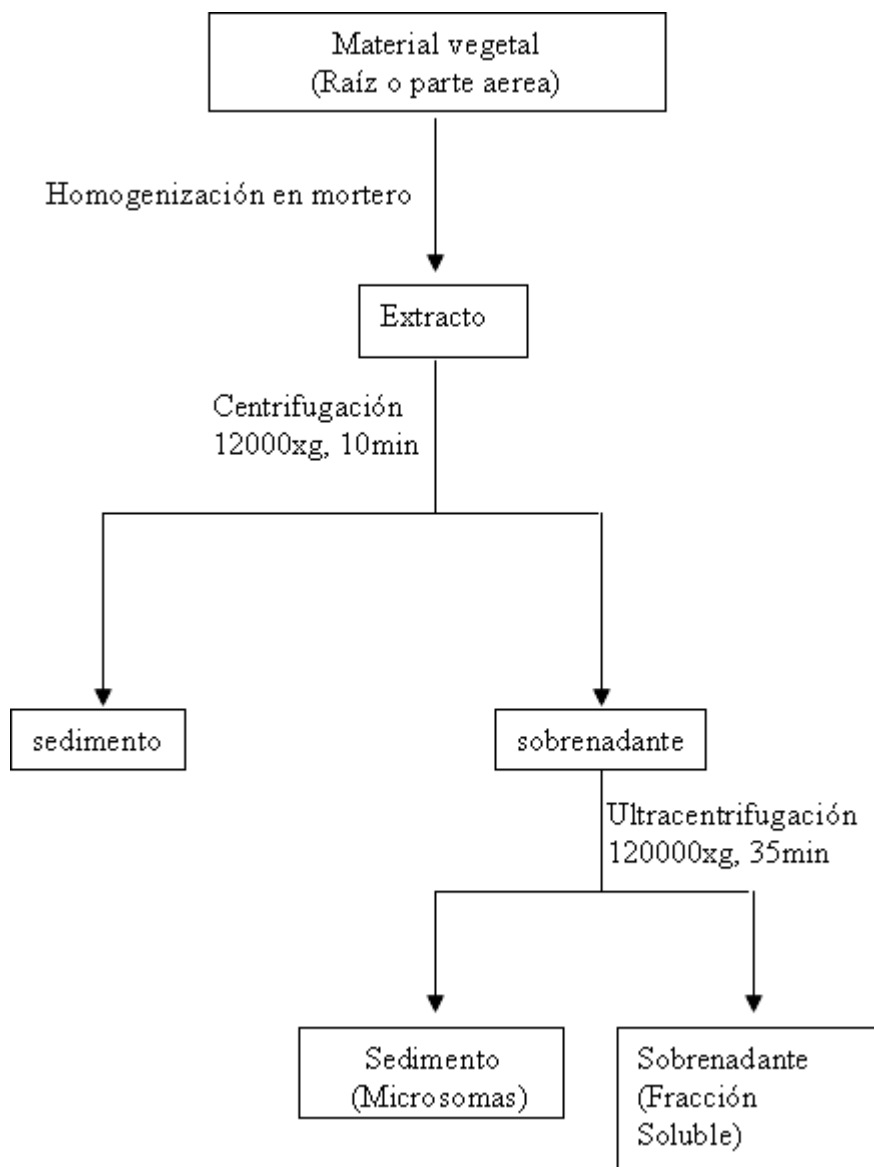 Material vegetal
(Raíz o parte aerea)
Homogenización en mortero
Extracto
Centrifugación
12000xg, 10min
sedimento
sobrenadante
Ultracentrifugación
120000xg, 35min
Sedimento
(Microsomas)
Sobrenadante
(Fracción
Soluble)